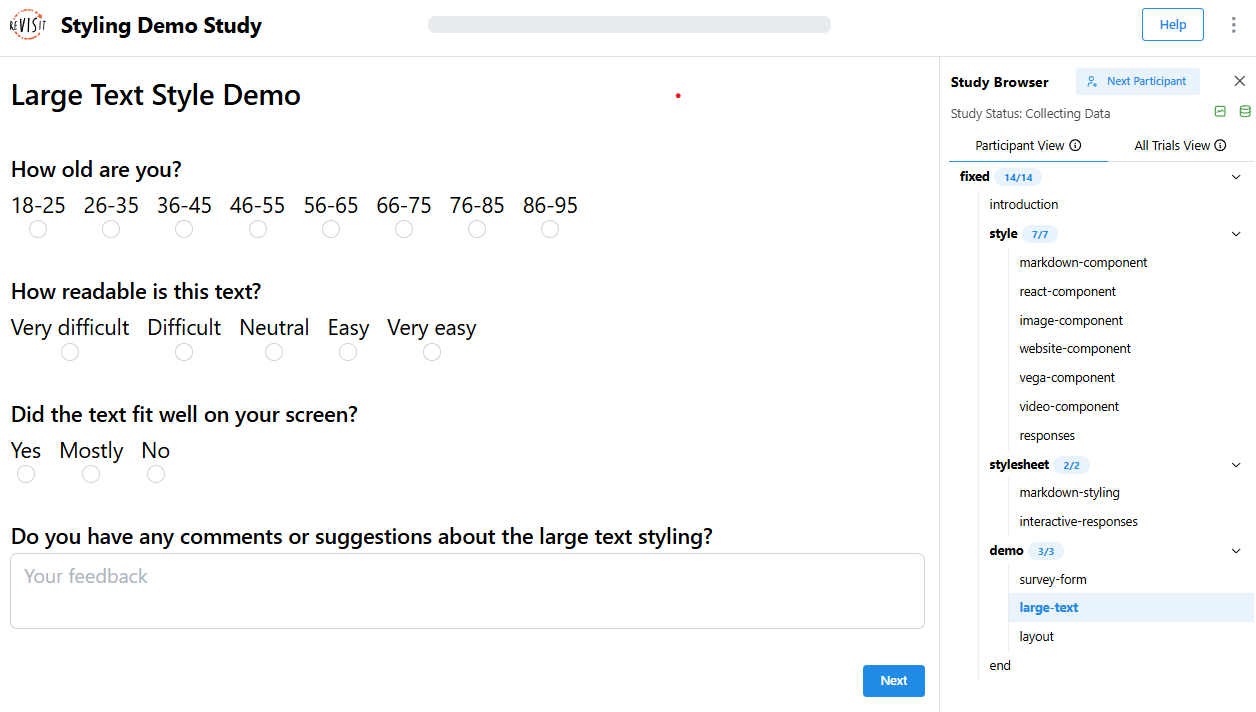 reVISit
Styling Demo Study
Help
Large Text Style Demo
How old are you?
18-25 26-35 36-45 46-55 56-65 66-75 76-85 86-95
How readable is this text?
Very difficult Difficult Neutral Easy Very easy
Did the text fit well on your screen?
Yes Mostly No
Do you have any comments or suggestions about the large text styling?
Your feedback
Next
Study Browser
Next Participant
Study Status: Collecting Data
Participant View All Trials View
fixed 14/14
introduction
style 7/7
markdown-component
react-component
image-component
website-component
vega-component
video-component
responses
stylesheet 2/2
markdown-styling
interactive-responses
demo 3/3
survey-form
large-text
layout
end